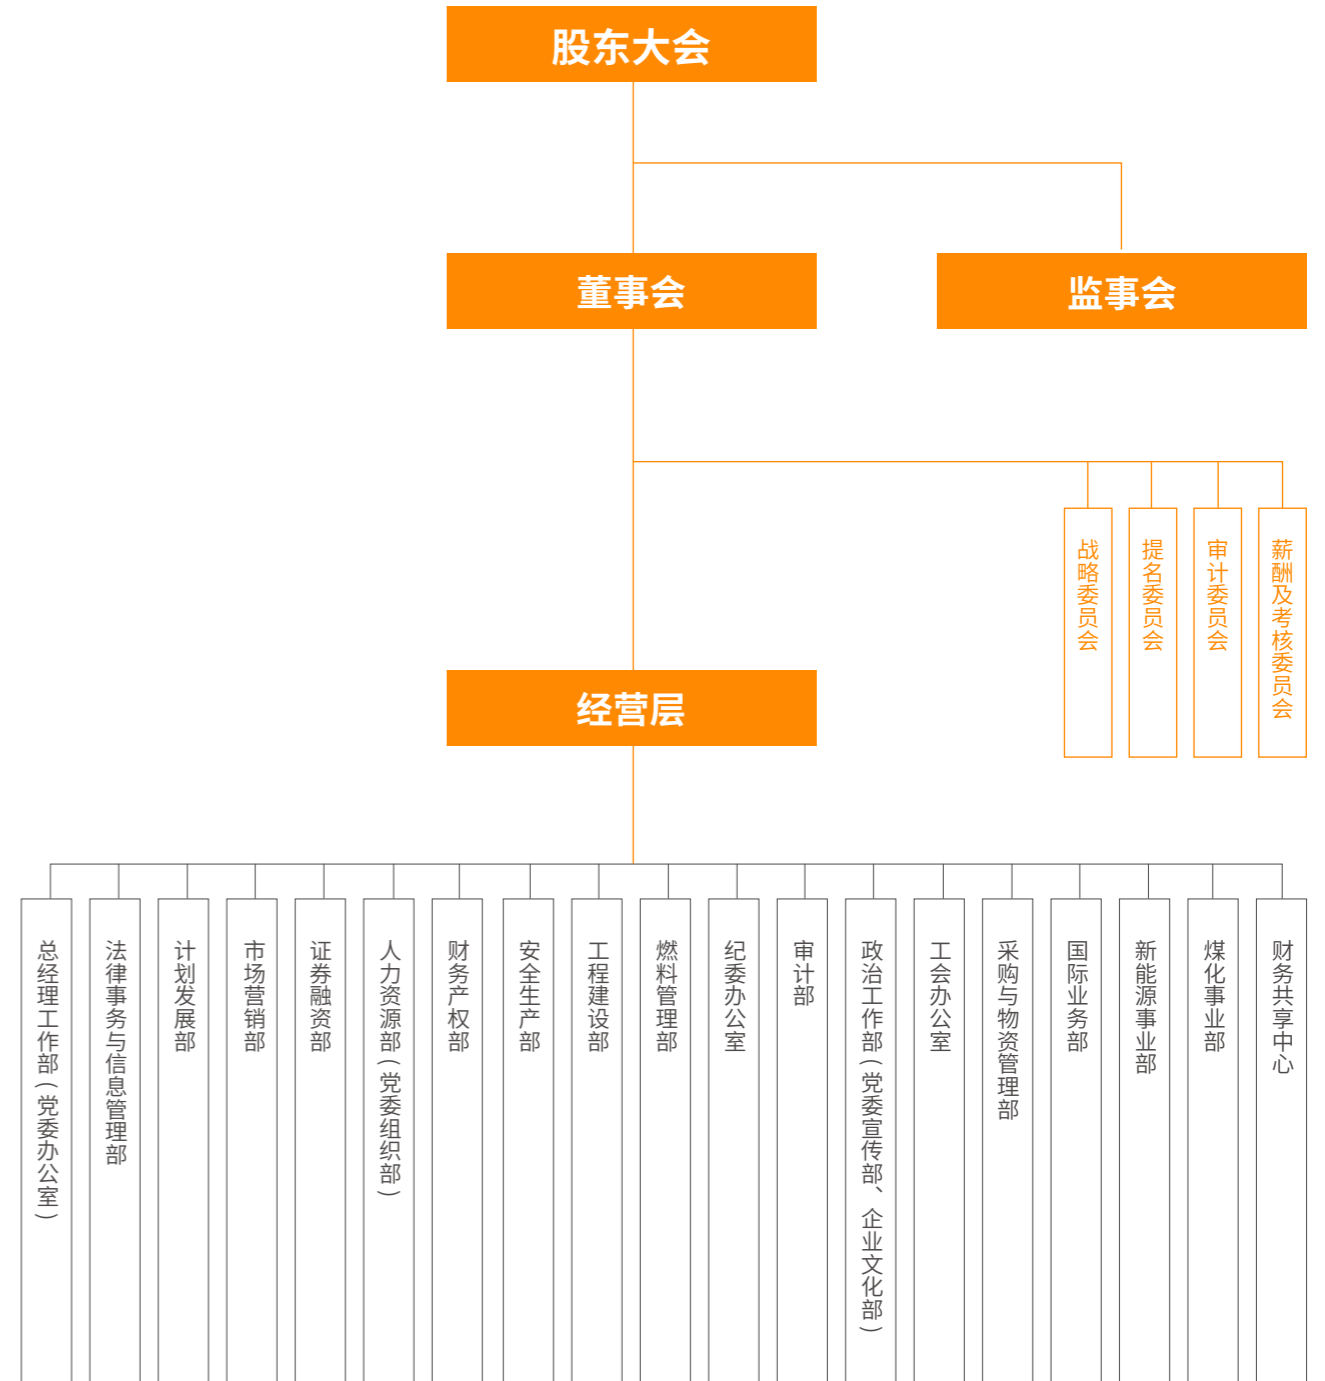 股东大会
董事会
监事会
战略委员会
提名委员会
审计委员会
薪酬及考核委员会
经营层
总经理工作部(党委办公室)
法律事务与信息管理部
计划发展部
市场营销部
证券融资部
人力资源部(党委组织部)
财务产权部
安全生产部
工程建设部
燃料管理部
纪委办公室
审计部
政治工作部(党委宣传部、企业文化部)
工会办公室
采购与物资管理部
国际业务部
新能源事业部
煤化事业部
财务共享中心